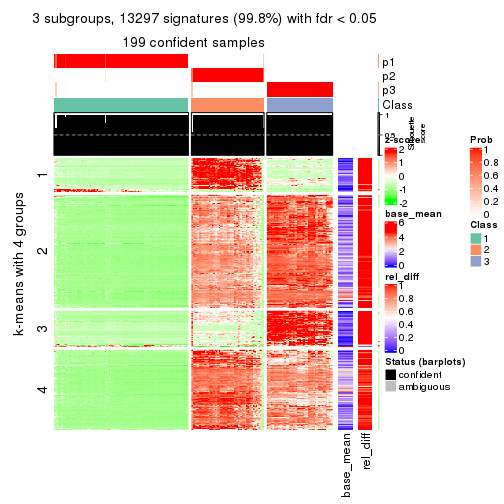 3 subgroups, 13297 signatures (99.8%) with fdr < 0.05
199 confident samples
p1
p2
p3
Class
1
0.5
Silhouette
score
k-means with 4 groups
1
2
3
4
base_mean
rel_diff
z-score
2
1
0
-1
-2
base_mean
6
4
2
0
rel_diff
1
0.8
0.6
0.4
0.2
0
Status (barplots)
confident
ambiguous
Prob
1
0.8
0.6
0.4
0.2
0
Class
1
2
3